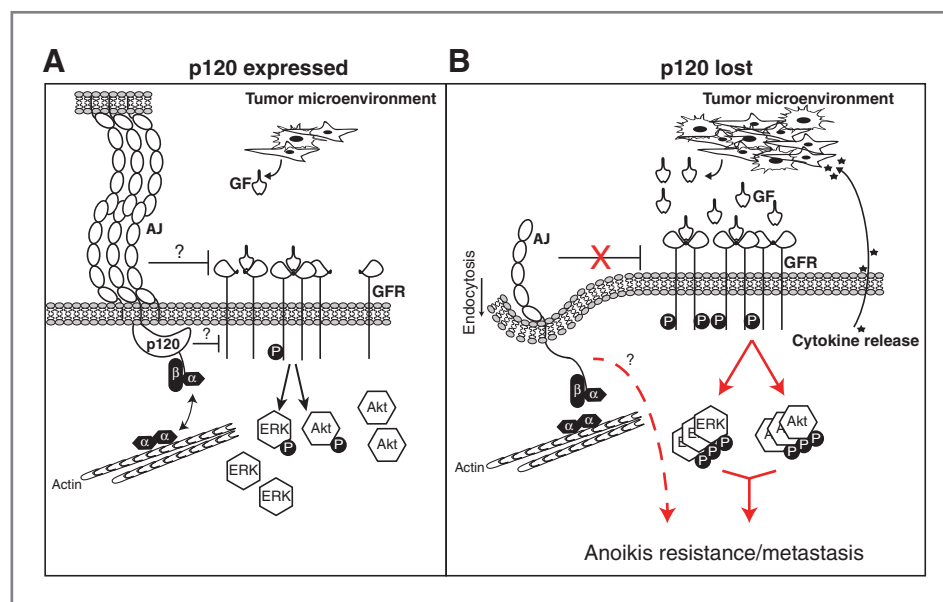 A
p120 expressed
Tumor microenvironment
GF
AJ
?
GFR
p120
?
P
β
α
α α
Actin
ERK
P
Akt
P
Akt
Akt
ERK
ERK
B
p120 lost
Tumor microenvironment
GF
AJ
X
GFR
Endocytosis
P
P P
P
Cytokine release
?
β
α
α α
Actin
E E ERK
P P P
A A Akt
P P P
Anoikis resistance/metastasis